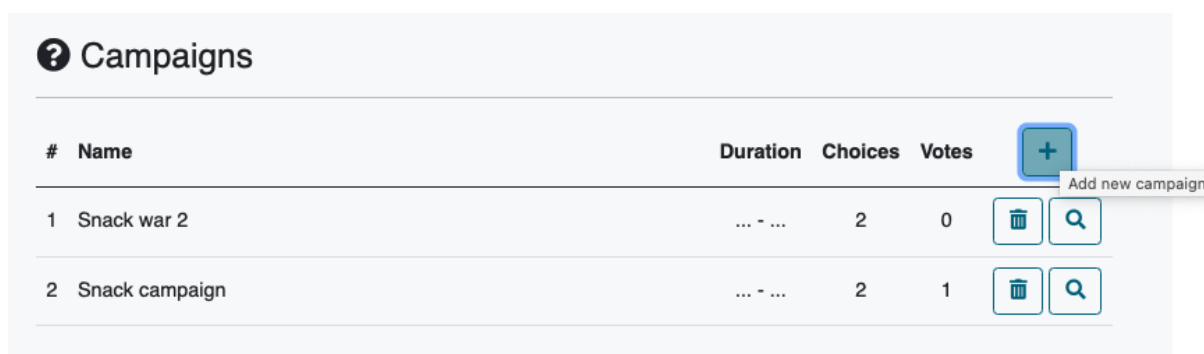 Campaigns
# Name Duration Choices Votes
Add new campaign
1 Snack war 2 ... - ... 2 0
2 Snack campaign ... - ... 2 1